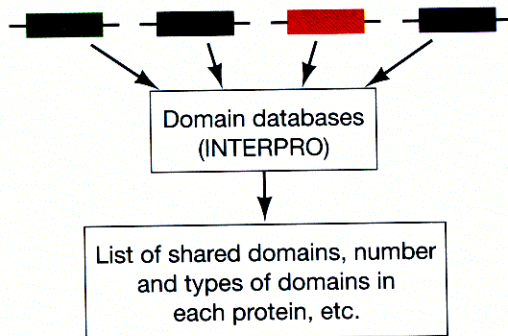 Domain databases
(INTERPRO)
List of shared domains, number
and types of domains in
each protein, etc.